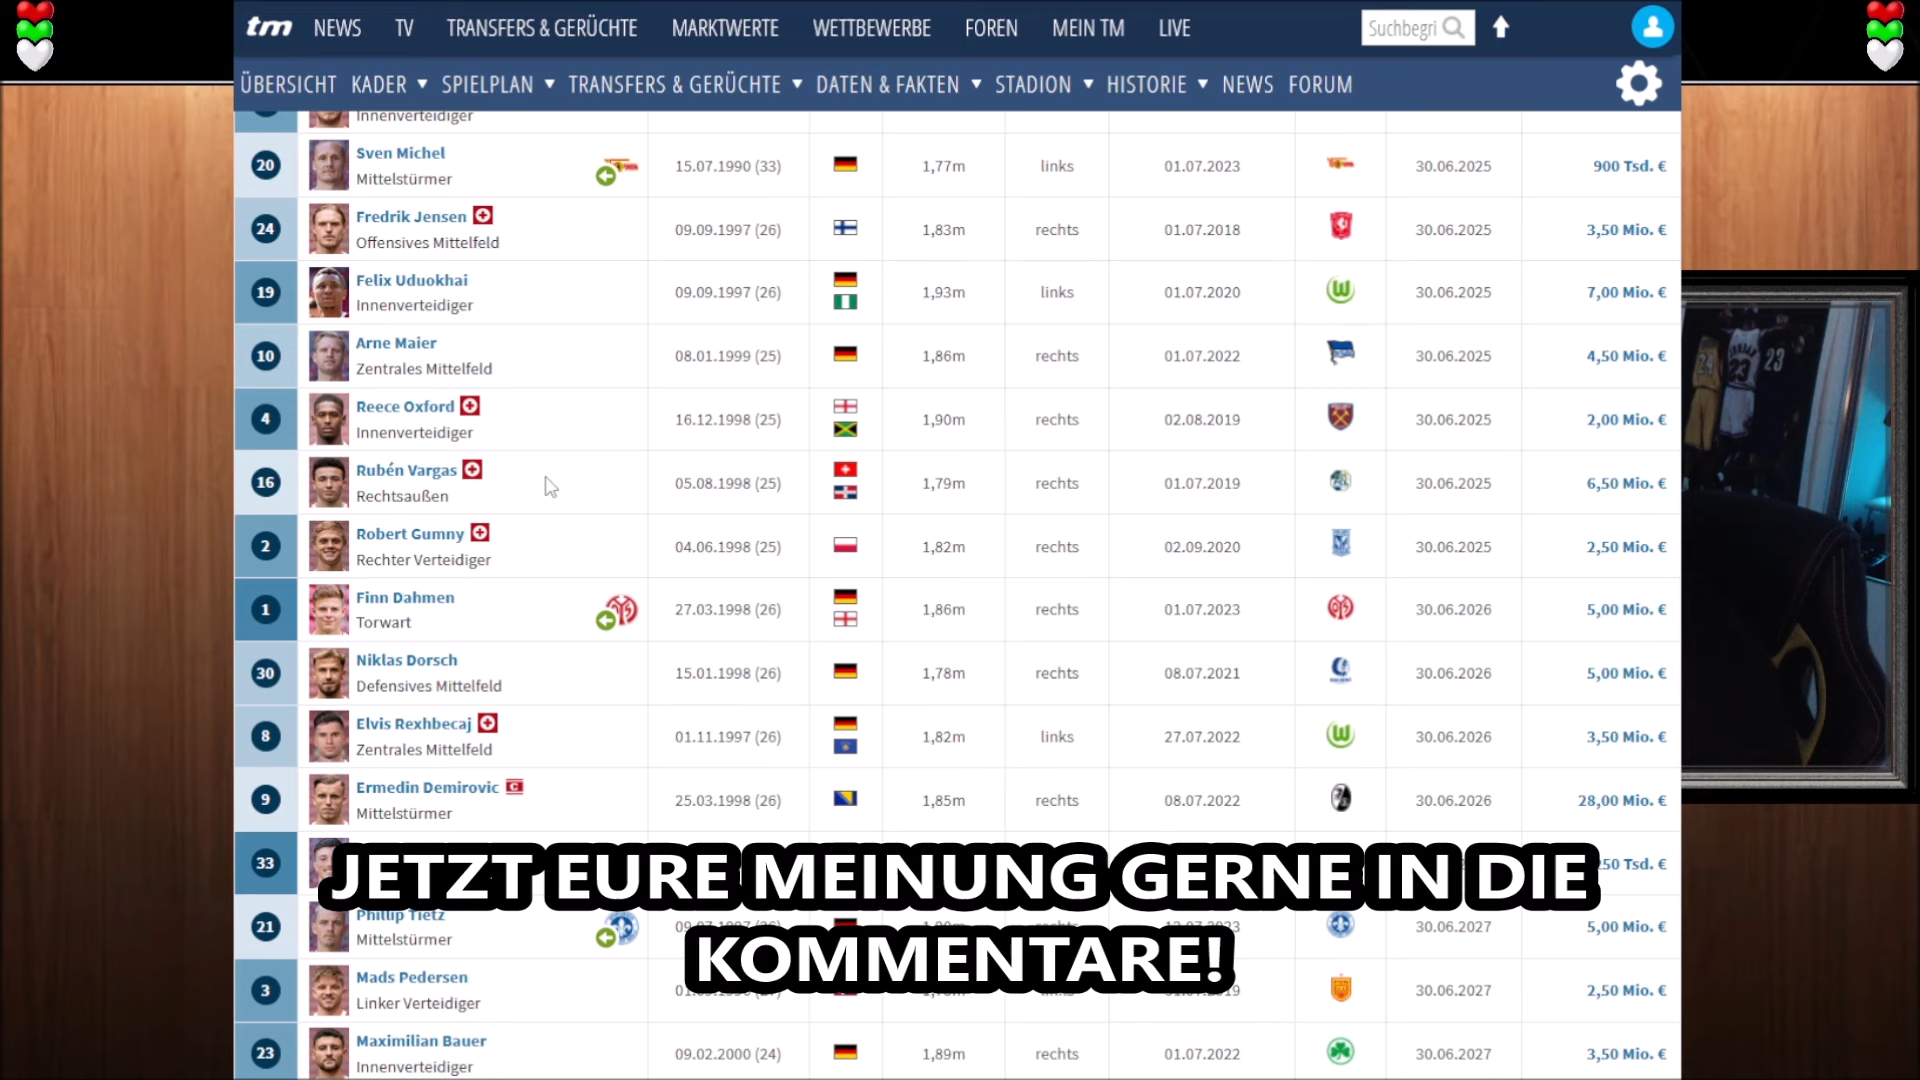 tm NEWS TV TRANSFERS & GERÜCHTE MARKTWERTE WETTBEWERBE FOREN MEIN TM LIVE Suchbegri
ÜBERSICHT KADER SPIELPLAN TRANSFERS & GERÜCHTE DATEN & FAKTEN STADION HISTORIE NEWS FORUM
Innenverteidiger
20 Sven Michel 15.07.1990 (33) 1,77m links 01.07.2023 30.06.2025 900 Tsd. €
Mittelstürmer
24 Fredrik Jensen 09.09.1997 (26) 1,83m rechts 01.07.2018 30.06.2025 3,50 Mio. €
Offensives Mittelfeld
19 Felix Uduokhai 09.09.1997 (26) 1,93m links 01.07.2020 30.06.2025 7,00 Mio. €
Innenverteidiger
10 Arne Maier 08.01.1999 (25) 1,86m rechts 01.07.2022 30.06.2025 4,50 Mio. €
Zentrales Mittelfeld
4 Reece Oxford 16.12.1998 (25) 1,90m rechts 02.08.2019 30.06.2025 2,00 Mio. €
Innenverteidiger
16 Rubén Vargas 05.08.1998 (25) 1,79m rechts 01.07.2019 30.06.2025 6,50 Mio. €
Rechtsaußen
2 Robert Gumny 04.06.1998 (25) 1,82m rechts 02.09.2020 30.06.2025 2,50 Mio. €
Rechter Verteidiger
1 Finn Dahmen 27.03.1998 (26) 1,86m rechts 01.07.2023 30.06.2026 5,00 Mio. €
Torwart
30 Niklas Dorsch 15.01.1998 (26) 1,78m rechts 08.07.2021 30.06.2026 5,00 Mio. €
Defensives Mittelfeld
8 Elvis Rexhbecaj 01.11.1997 (26) 1,82m links 27.07.2022 30.06.2026 3,50 Mio. €
Zentrales Mittelfeld
9 Ermedin Demirovic C 25.03.1998 (26) 1,85m rechts 08.07.2022 30.06.2026 28,00 Mio. €
Mittelstürmer
33 Tsd. €
JETZT EURE MEINUNG GERNE IN DIE
KOMMENTARE!
21 Phillip Tietz 30.06.2027 5,00 Mio. €
Mittelstürmer
3 Mads Pedersen 30.06.2027 2,50 Mio. €
Linker Verteidiger
23 Maximilian Bauer 09.02.2000 (24) 1,89m rechts 01.07.2022 30.06.2027 3,50 Mio. €
Innenverteidiger
24 JORDAN 23 23